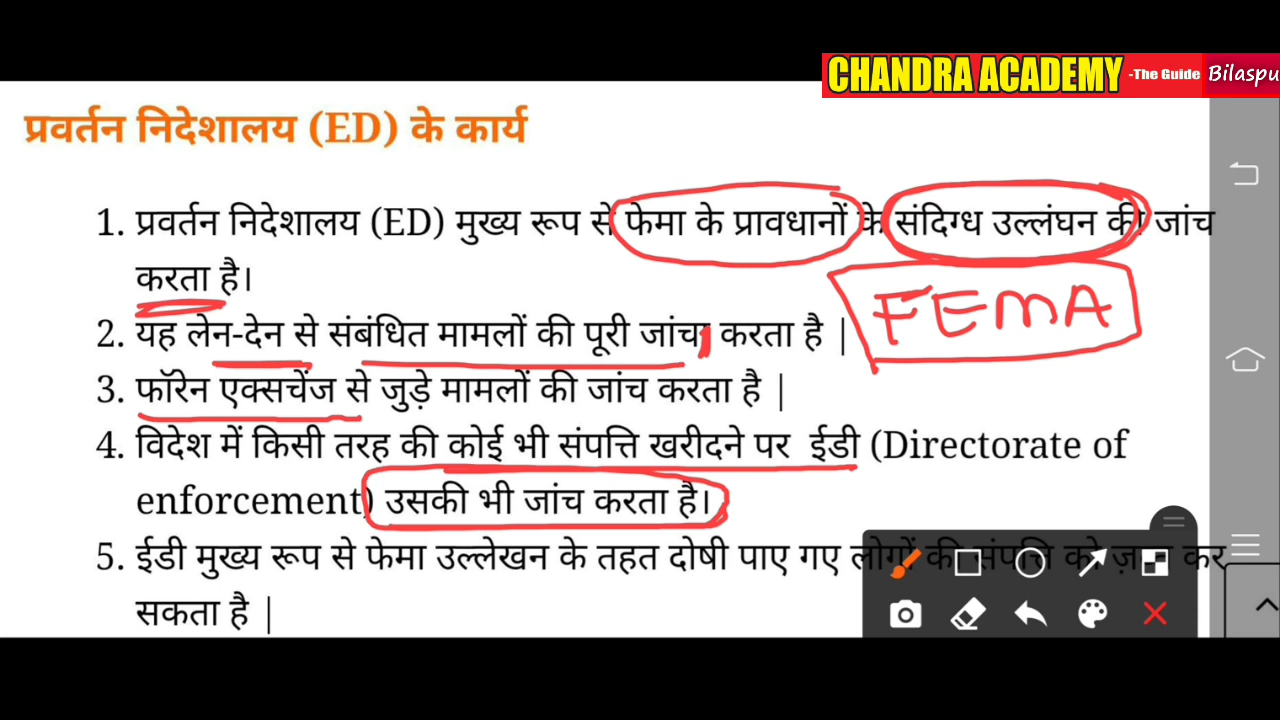 CHANDRA ACADEMY -The Guide Bilaspu
प्रवर्तन निदेशालय (ED) के कार्य
1. प्रवर्तन निदेशालय (ED) मुख्य रूप से फेमा के प्रावधानों के संदिग्ध उल्लंघन की जांच
करता है।
FEMA
2. यह लेन-देन से संबंधित मामलों की पूरी जांच करता है |
3. फॉरेन एक्सचेंज से जुड़े मामलों की जांच करता है |
4. विदेश में किसी तरह की कोई भी संपत्ति खरीदने पर ईडी (Directorate of
enforcement) उसकी भी जांच करता है।
5. ईडी मुख्य रूप से फेमा उल्लेखन के तहत दोषी पाए गए लोगों की संपत्ति को ज़ब्त कर
सकता है |